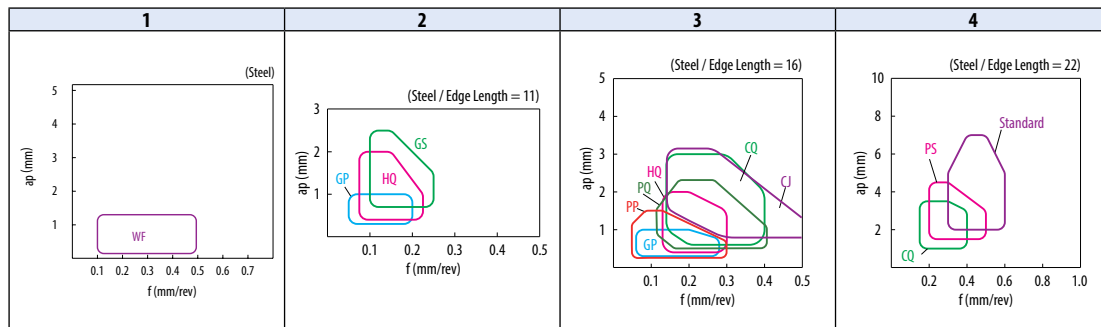 1
2
3
4
(Steel)
5
4
3
2
1
ap (mm)
WF
0.1 0.2 0.3 0.4 0.5 0.6 0.7
f (mm/rev)
(Steel / Edge Length = 11)
3
2
1
ap (mm)
GS
GP
HQ
0.1 0.2 0.3 0.4 0.5
f (mm/rev)
(Steel / Edge Length = 16)
5
4
3
2
1
ap (mm)
CQ
HQ
CJ
PQ
PP
GP
0.1 0.2 0.3 0.4 0.5
f (mm/rev)
(Steel / Edge Length = 22)
10
8
6
4
2
ap (mm)
Standard
PS
CQ
0.2 0.4 0.6 0.8 1.0
f (mm/rev)